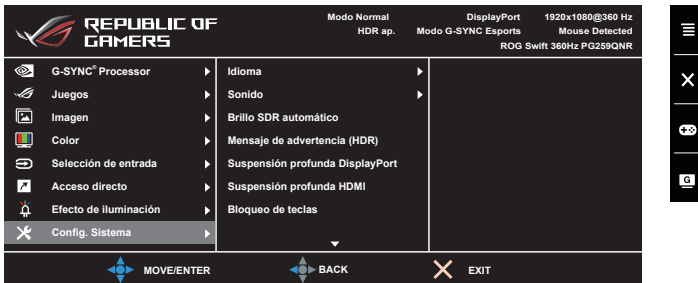 REPUBLIC OF
GAMERS
Modo Normal
HDR ap.
DisplayPort
Modo G-SYNC Esports
1920x1080@360 Hz
Mouse Detected
ROG Swift 360Hz PG259QNR
G-SYNC® Processor
Juegos
Imagen
Color
Selección de entrada
Acceso directo
Efecto de iluminación
Config. Sistema
Idioma
Sonido
Brillo SDR automático
Mensaje de advertencia (HDR)
Suspensión profunda DisplayPort
Suspensión profunda HDMI
Bloqueo de teclas
MOVE/ENTER
BACK
EXIT
G